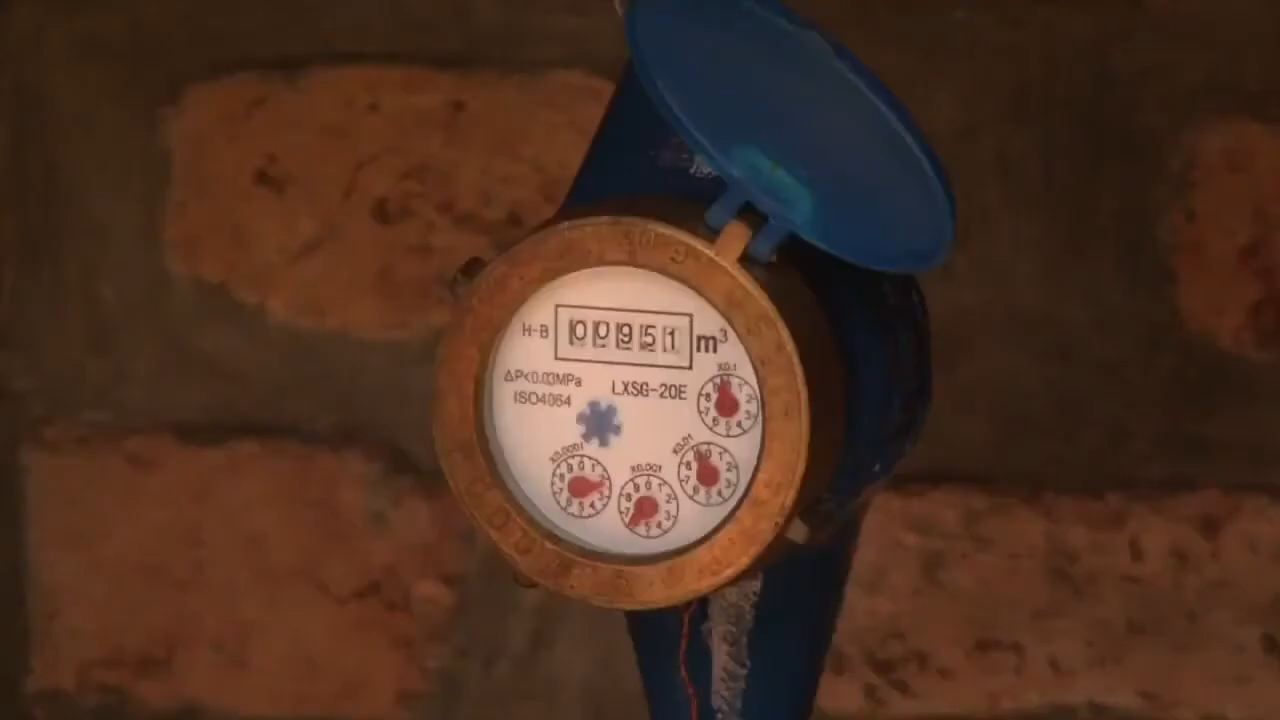 H-B 00951 m³
ΔP<0.03MPa LXSG-20E
ISO4064
X0.1
X0.01
X0.001
X0.0001